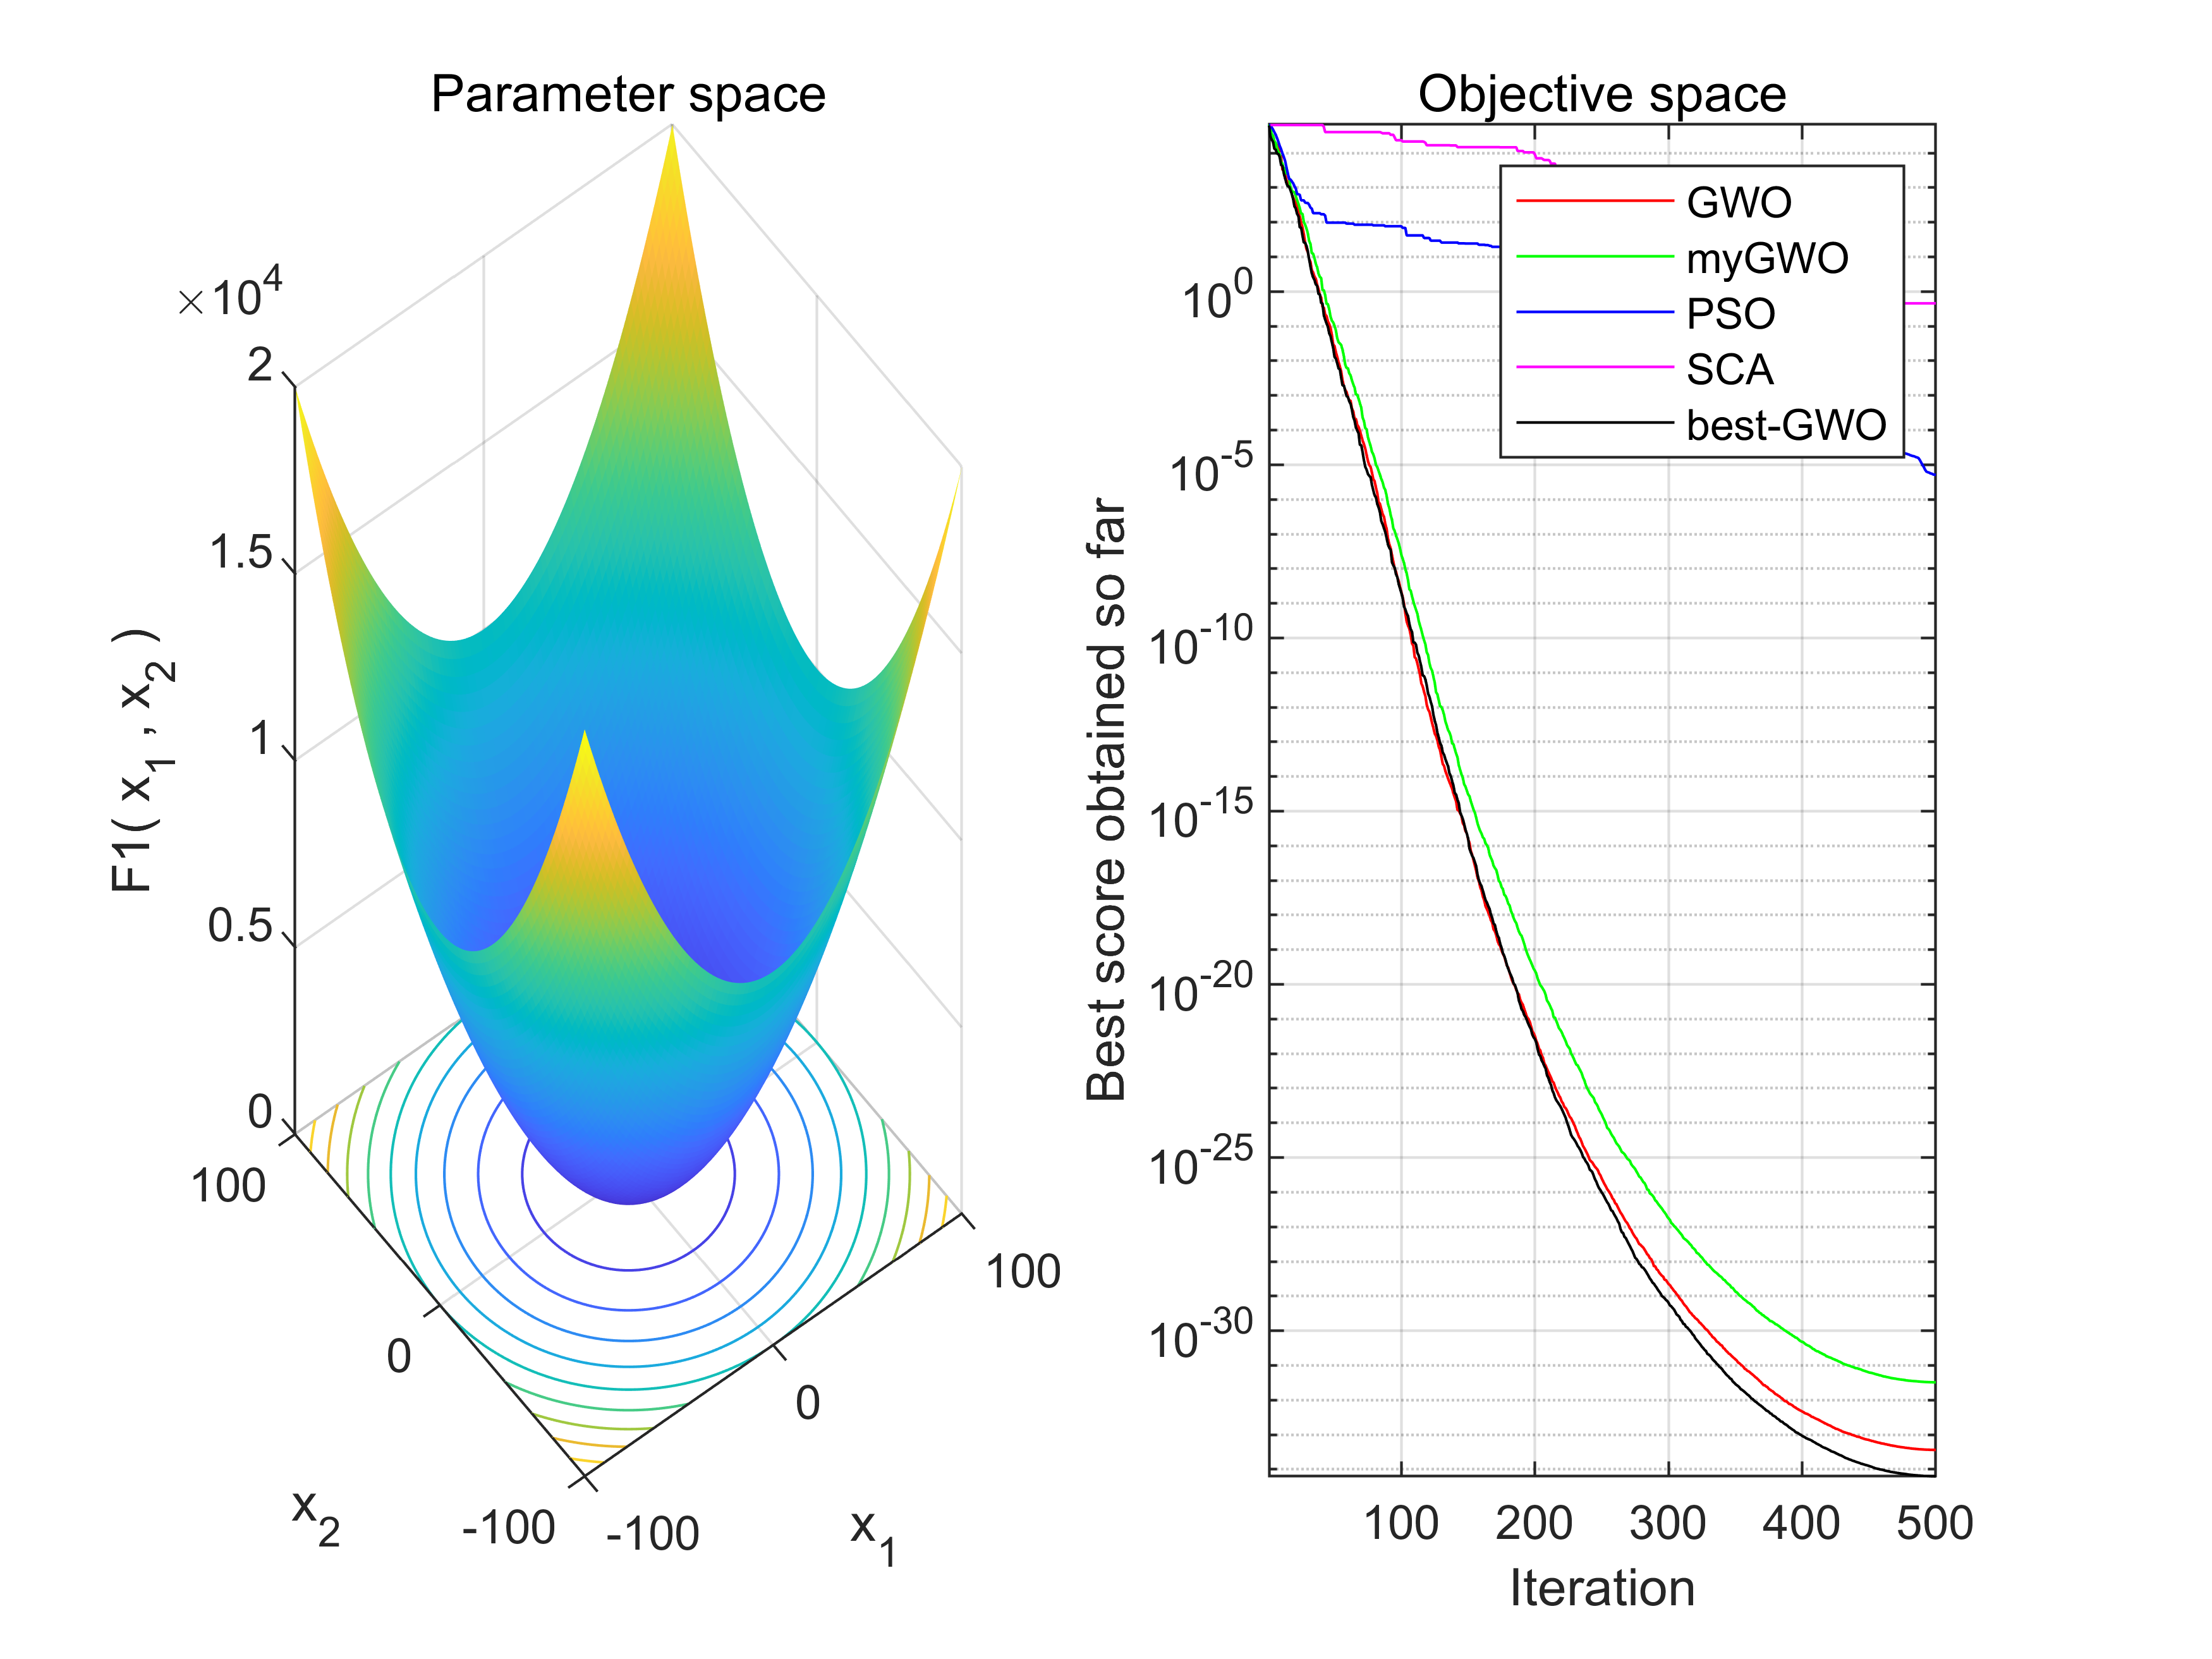 Parameter space
×10^4
2
1.5
1
0.5
0
F1( x_1 , x_2 )
100
0
-100
x_2
-100
0
100
x_1
Objective space
10^0
10^-5
10^-10
10^-15
10^-20
10^-25
10^-30
Best score obtained so far
GWO
myGWO
PSO
SCA
best-GWO
100 200 300 400 500
Iteration